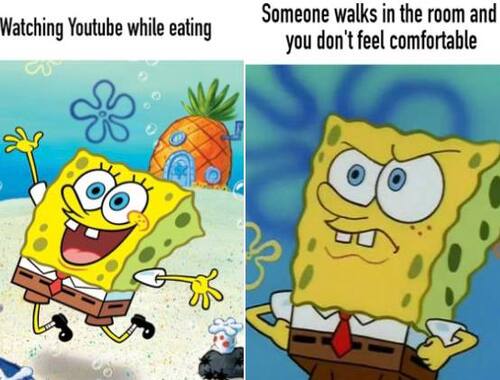 Watching Youtube while eating
Someone walks in the room and
you don't feel comfortable